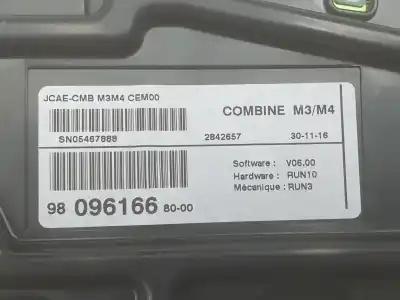 JCAE-CMB M3M4 CEM00
COMBINE M3/M4
SN05467888
2842657
30-11-16
Software : V06.00
Hardware : RUN10
Mécanique : RUN3
98 096166 80-00